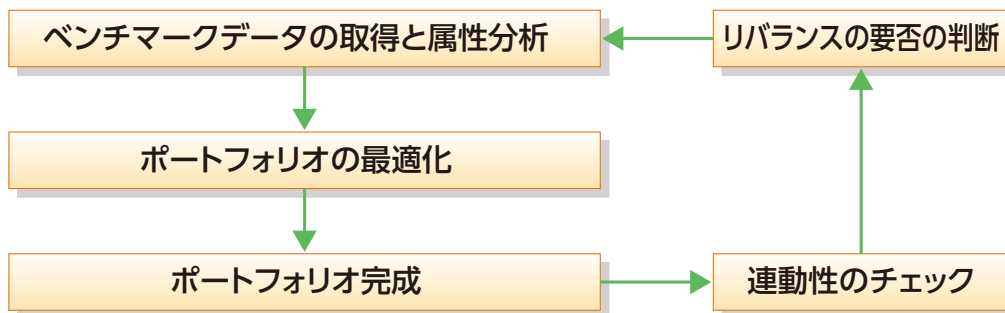 ベンチマークデータの取得と属性分析
リバランスの要否の判断
ポートフォリオの最適化
ポートフォリオ完成
連動性のチェック